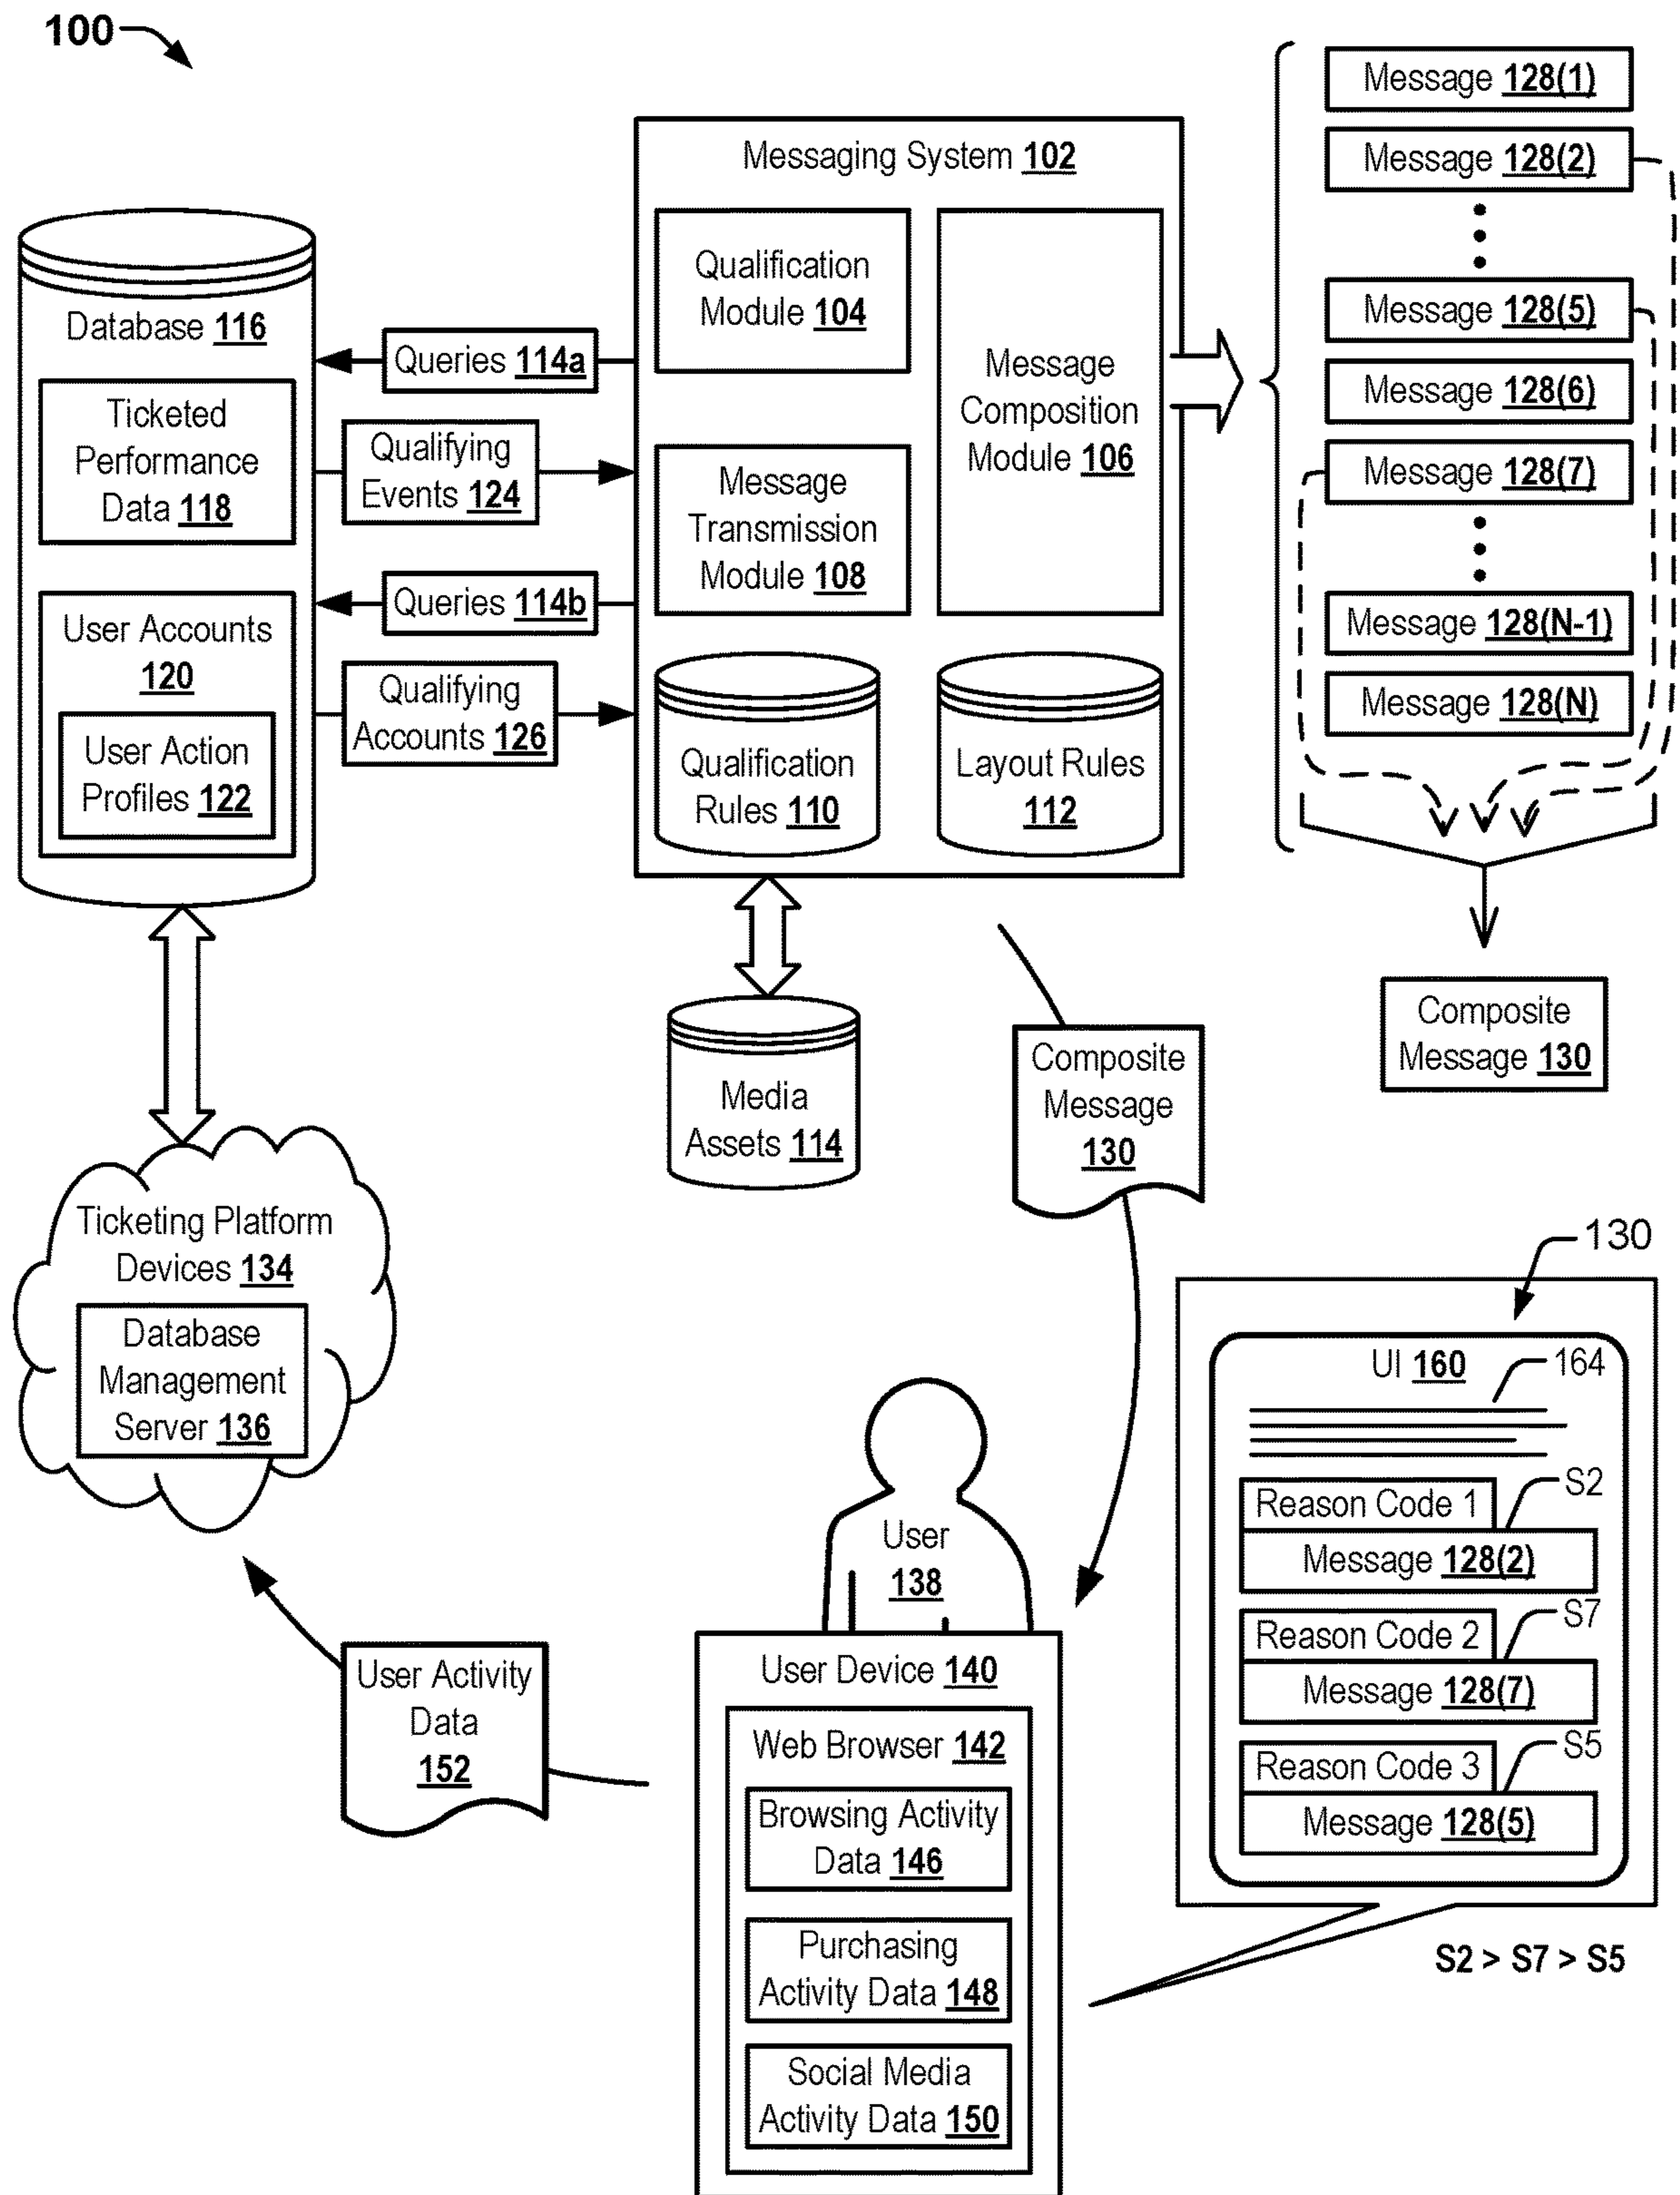 100
Messaging System 102
Qualification
Module 104
Message
Composition
Module 106
Message
Transmission
Module 108
Qualification
Rules 110
Layout Rules
112
Database 116
Ticketed
Performance
Data 118
User Accounts
120
User Action
Profiles 122
Queries 114a
Qualifying
Events 124
Queries 114b
Qualifying
Accounts 126
Message 128(1)
Message 128(2)
Message 128(5)
Message 128(6)
Message 128(7)
Message 128(N-1)
Message 128(N)
Composite
Message 130
Media
Assets 114
Composite
Message
130
Ticketing Platform
Devices 134
Database
Management
Server 136
User Activity
Data
152
User
138
User Device 140
Web Browser 142
Browsing Activity
Data 146
Purchasing
Activity Data 148
Social Media
Activity Data 150
130
UI 160
164
Reason Code 1
S2
Message 128(2)
Reason Code 2
S7
Message 128(7)
Reason Code 3
S5
Message 128(5)
S2 > S7 > S5